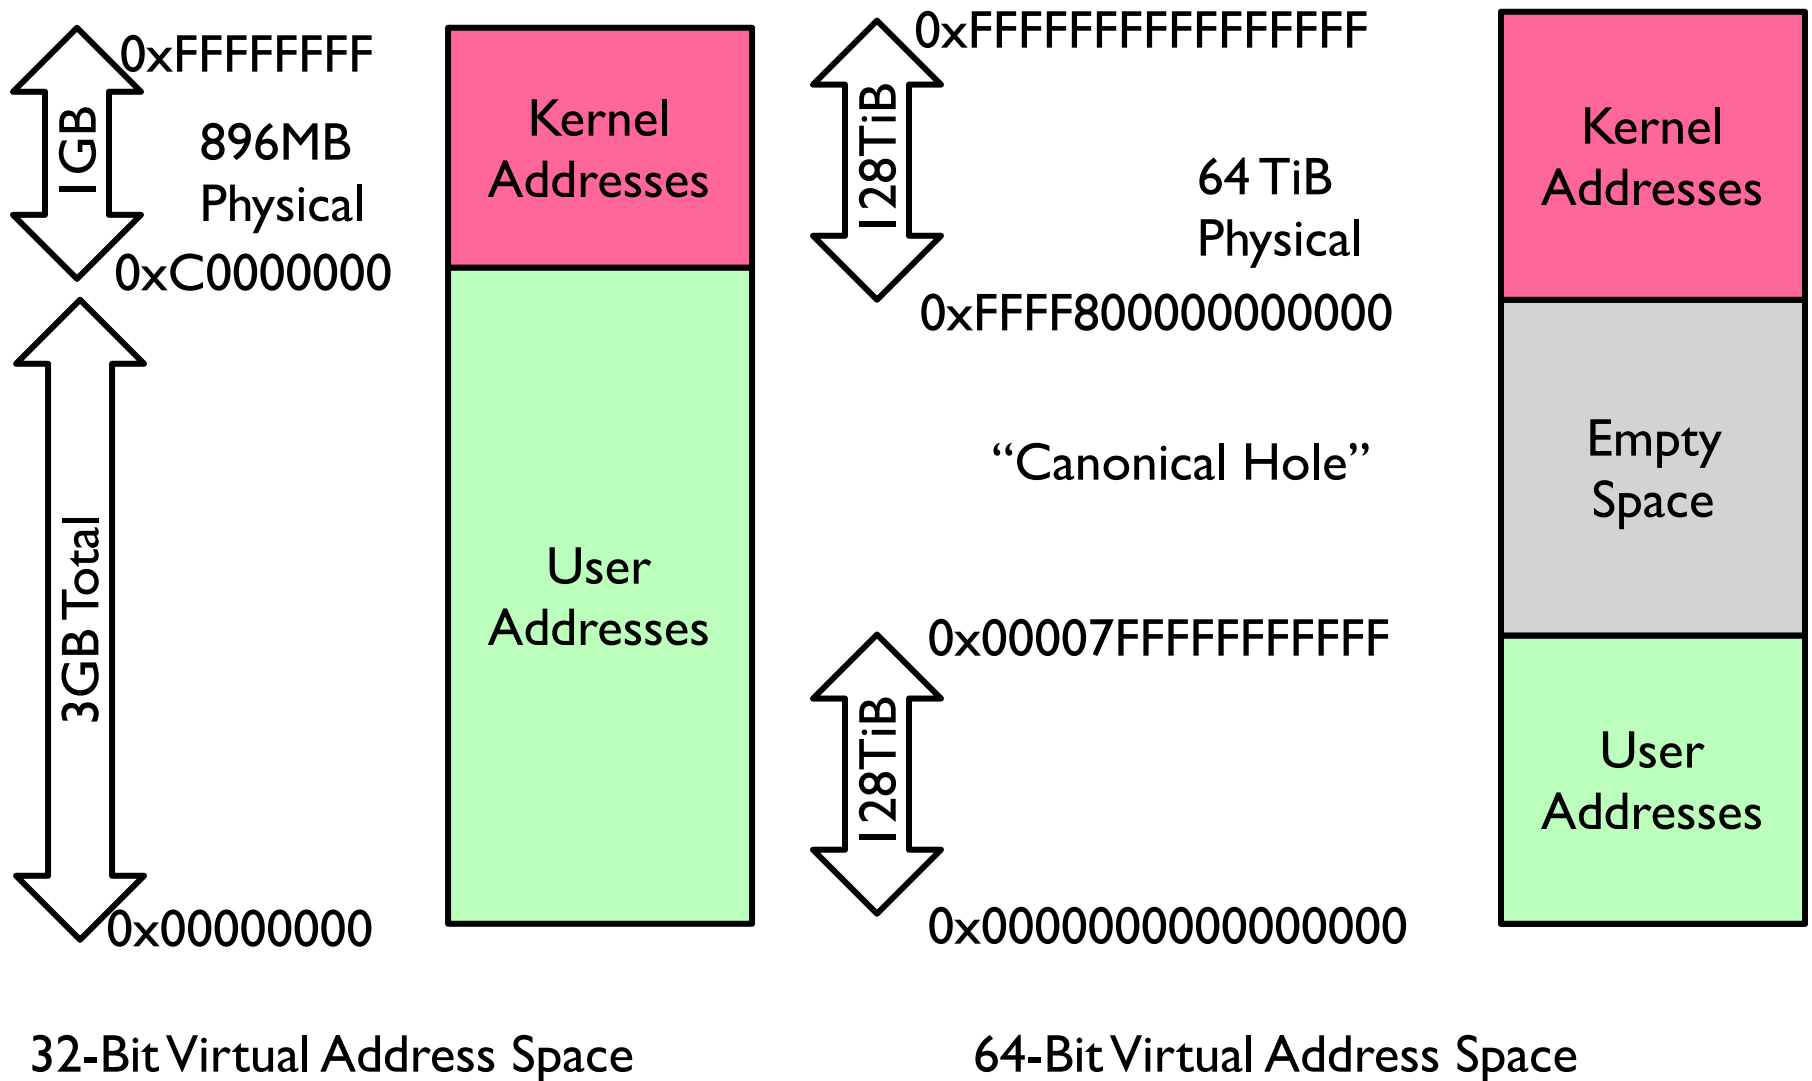 0xFFFFFFFF
1GB
896MB
Physical
0xC0000000
Kernel
Addresses
3GB Total
User
Addresses
0x00000000
32-Bit Virtual Address Space
0xFFFFFFFFFFFFFFFF
128TiB
64 TiB
Physical
0xFFFF800000000000
Kernel
Addresses
“Canonical Hole”
Empty
Space
0x00007FFFFFFFFFFF
128TiB
User
Addresses
0x0000000000000000
64-Bit Virtual Address Space